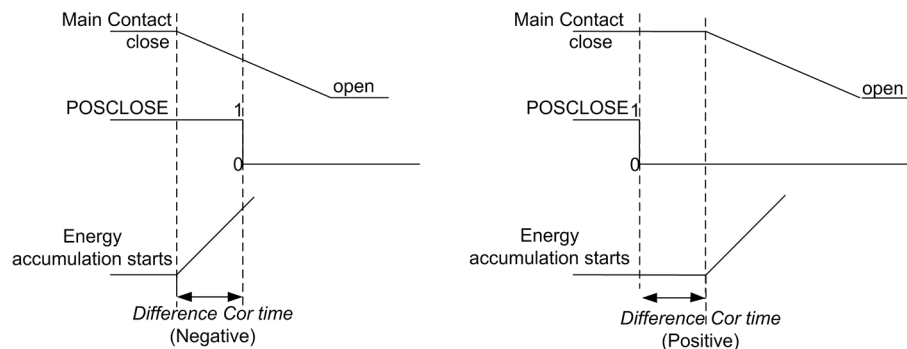 Main Contact
close
open
POSCLOSE 1
0
Energy
accumulation starts
Difference Cor time
(Negative)
Main Contact
close
open
POSCLOSE 1
0
Energy
accumulation starts
Difference Cor time
(Positive)